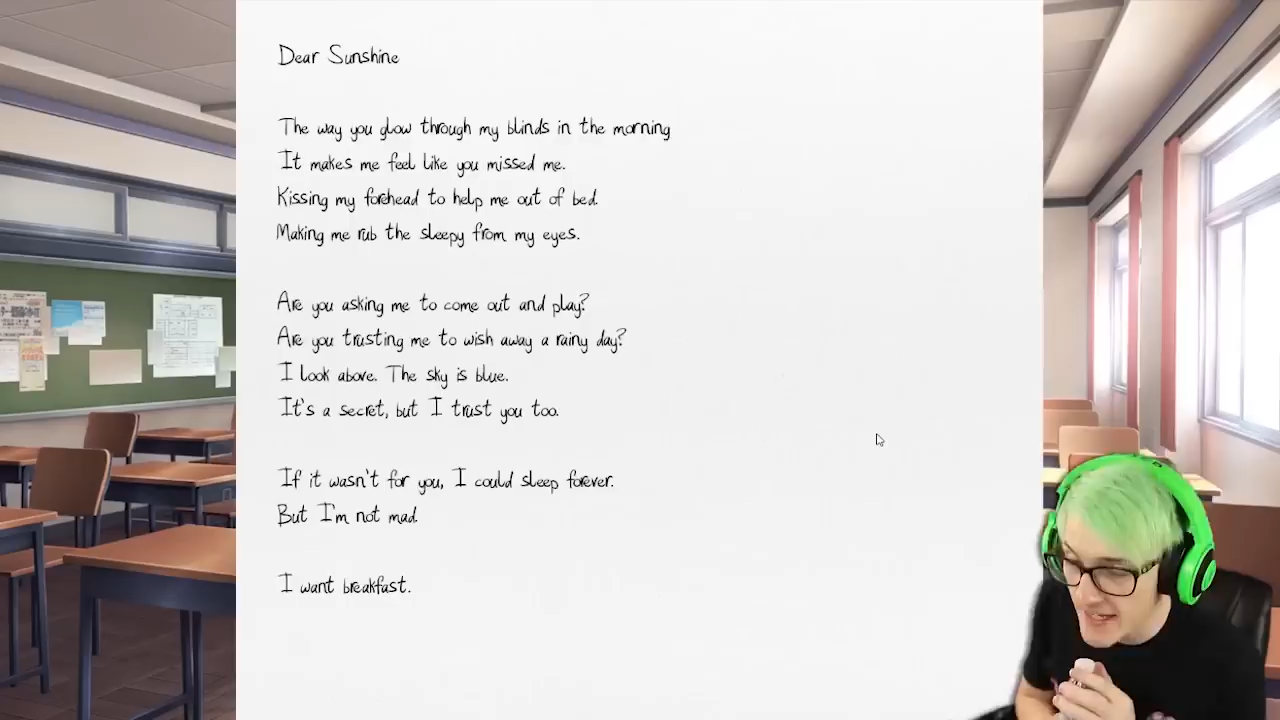 Dear Sunshine
The way you glow through my blinds in the morning
It makes me feel like you missed me.
Kissing my forehead to help me out of bed.
Making me rub the sleepy from my eyes.
Are you asking me to come out and play?
Are you trusting me to wish away a rainy day?
I look above. The sky is blue.
It's a secret, but I trust you too.
If it wasn't for you, I could sleep forever.
But I'm not mad.
I want breakfast.